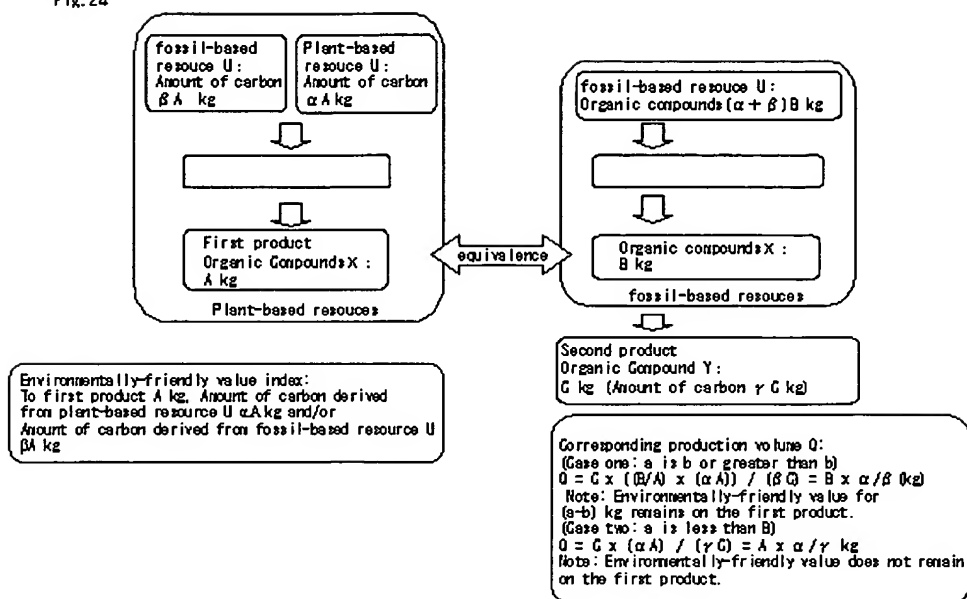 Fig.24
fossil-based
resouce U:
Amount of carbon
βA kg
Plant-based
resouce U:
Amount of carbon
αA kg
First product
Organic Compounds X :
A kg
Plant-based resouces
equivalence
fossil-based resouce U:
Organic compounds (α + β)B kg
Organic compounds X :
B kg
fossil-based resouces
Second product
Organic Compound Y:
C kg (Amount of carbon γ C kg)
Environmentally-friendly value index:
To first product A kg, Amount of carbon derived
from plant-based resource U αA kg and/or
Amount of carbon derived from fossil-based resource U
βA kg
Corresponding production volume Q:
(Case one: a is b or greater than b)
Q = C x ((B/A) x (αA)) / (βC) = B x α/β (kg)
Note: Environmentally-friendly value for
(a-b) kg remains on the first product.
(Case two: a is less than B)
Q = C x (αA) / (γC) = A x α/γ kg
Note: Environmentally-friendly value does not remain
on the first product.